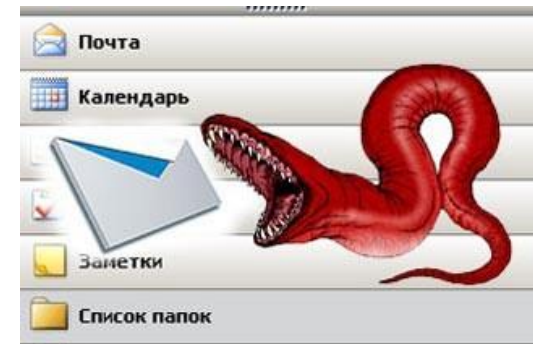 Почта
Календарь
Заметки
Список папок